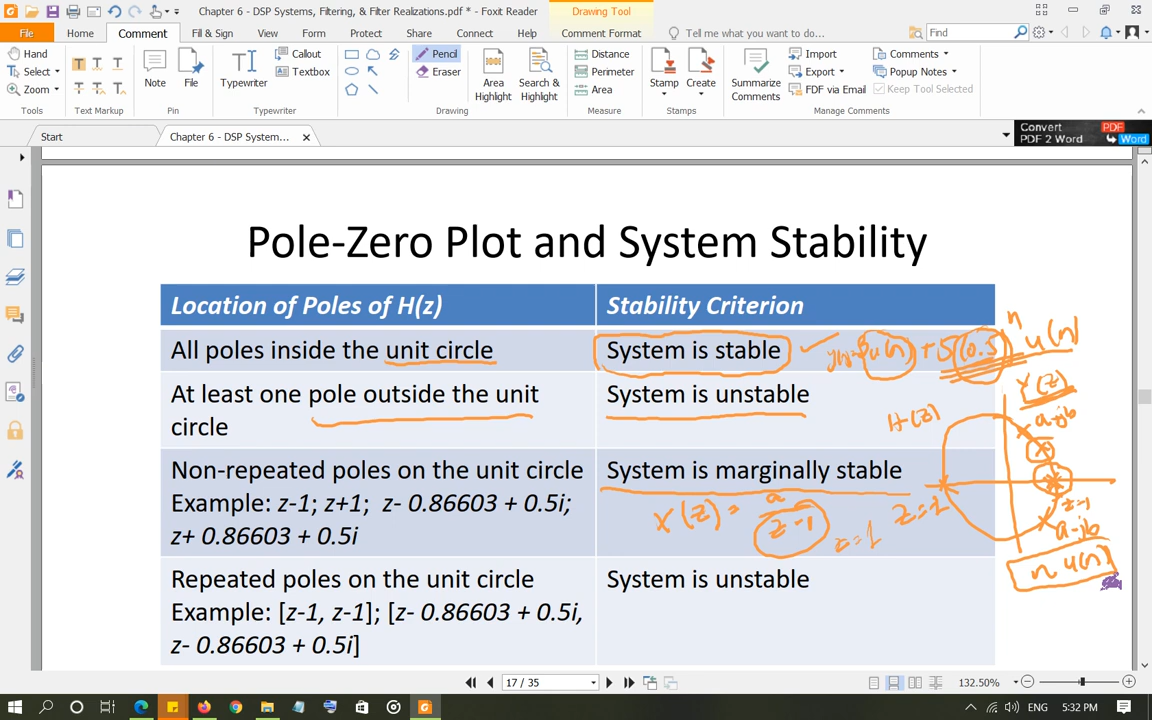 Chapter 6 - DSP Systems, Filtering, & Filter Realizations.pdf * - Foxit Reader
Drawing Tool
File Home Comment Fill & Sign View Form Protect Share Connect Help Comment Format Tell me what you want to do... Find
Hand
Select
Zoom
Tools
T T T
T T T
Text Markup
Note File
Pin
Typewriter
Callout
Textbox
Typewriter
Pencil
Eraser
Drawing
Area Highlight
Search & Highlight
Distance
Perimeter
Area
Measure
Stamp Create
Stamps
Summarize Comments
Import
Export
FDF via Email
Comments
Popup Notes
Keep Tool Selected
Manage Comments
Start
Chapter 6 - DSP System...
Convert PDF
PDF 2 Word Word
Pole-Zero Plot and System Stability
Location of Poles of H(z) Stability Criterion
All poles inside the unit circle System is stable
+ 5(0.5)
n
u(n)
At least one pole outside the unit circle
System is unstable
H(z)
X(z)
a+jb
Non-repeated poles on the unit circle
Example: z-1; z+1; z- 0.86603 + 0.5i;
z+ 0.86603 + 0.5i
System is marginally stable
X(z) = a
z-1
z=1
z-1
a-jb
n u(n)
Repeated poles on the unit circle
Example: [z-1, z-1]; [z- 0.86603 + 0.5i,
z- 0.86603 + 0.5i]
System is unstable
17 / 35
132.50%
ENG 5:32 PM